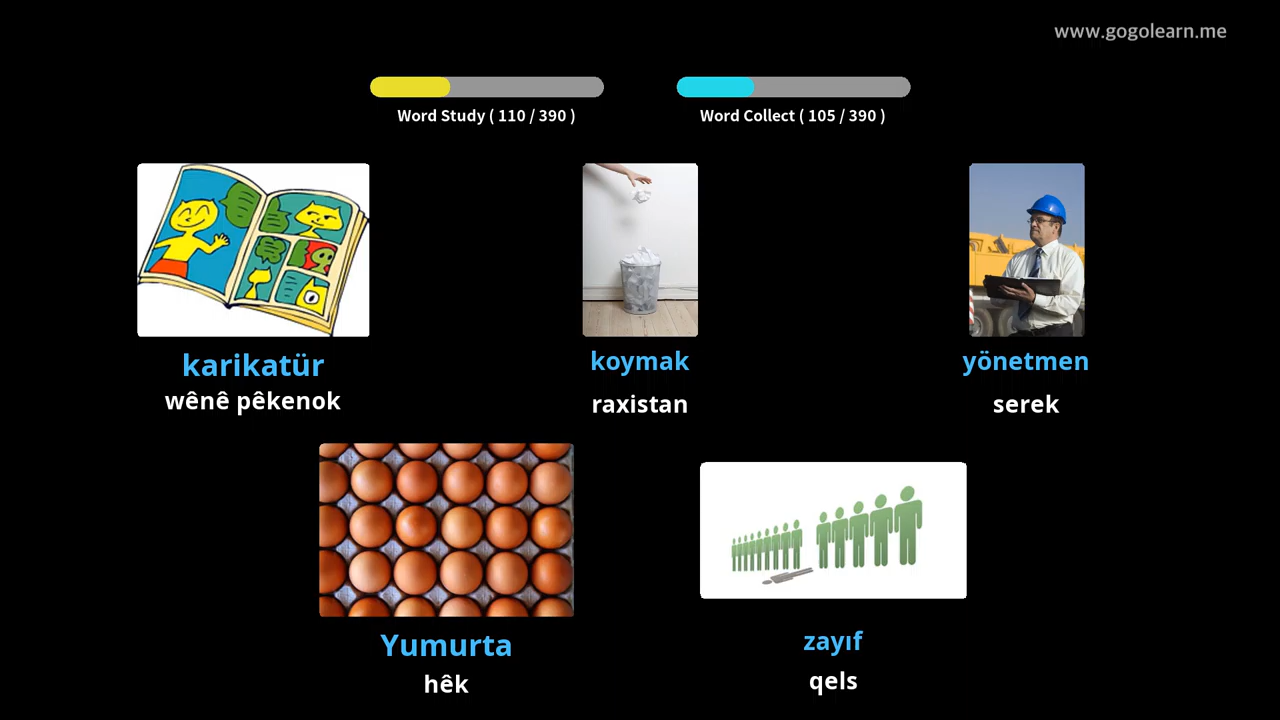 www.gogolearn.me
Word Study ( 110 / 390 )
Word Collect ( 105 / 390 )
karikatür
wênê pêkenok
koymak
raxistan
yönetmen
serek
Yumurta
hêk
zayıf
qels